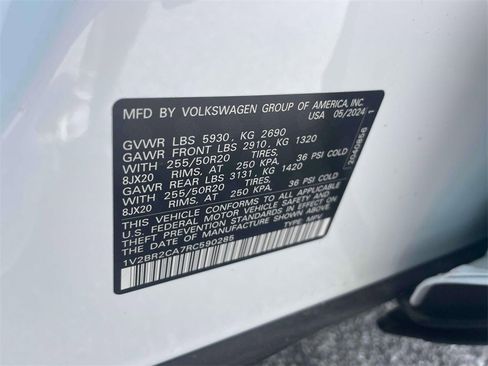 MFD BY VOLKSWAGEN GROUP OF AMERICA, INC.
USA 05/2024
GVWR LBS 5930, KG 2690
GAWR FRONT LBS 2910, KG 1320
WITH 255/50R20 TIRES,
8JX20 RIMS, AT 250 KPA, 36 PSI COLD
GAWR REAR LBS 3131, KG 1420
WITH 255/50R20 TIRES,
8JX20 RIMS, AT 250 KPA, 36 PSI COLD
THIS VEHICLE CONFORMS TO ALL APPLICABLE
U.S. FEDERAL MOTOR VEHICLE SAFETY AND
THEFT PREVENTION STANDARDS IN EFFECT ON
THE DATE OF MANUFACTURE SHOWN ABOVE.
1V2BR2CA7RC590285 TYPE: MPV
2040856